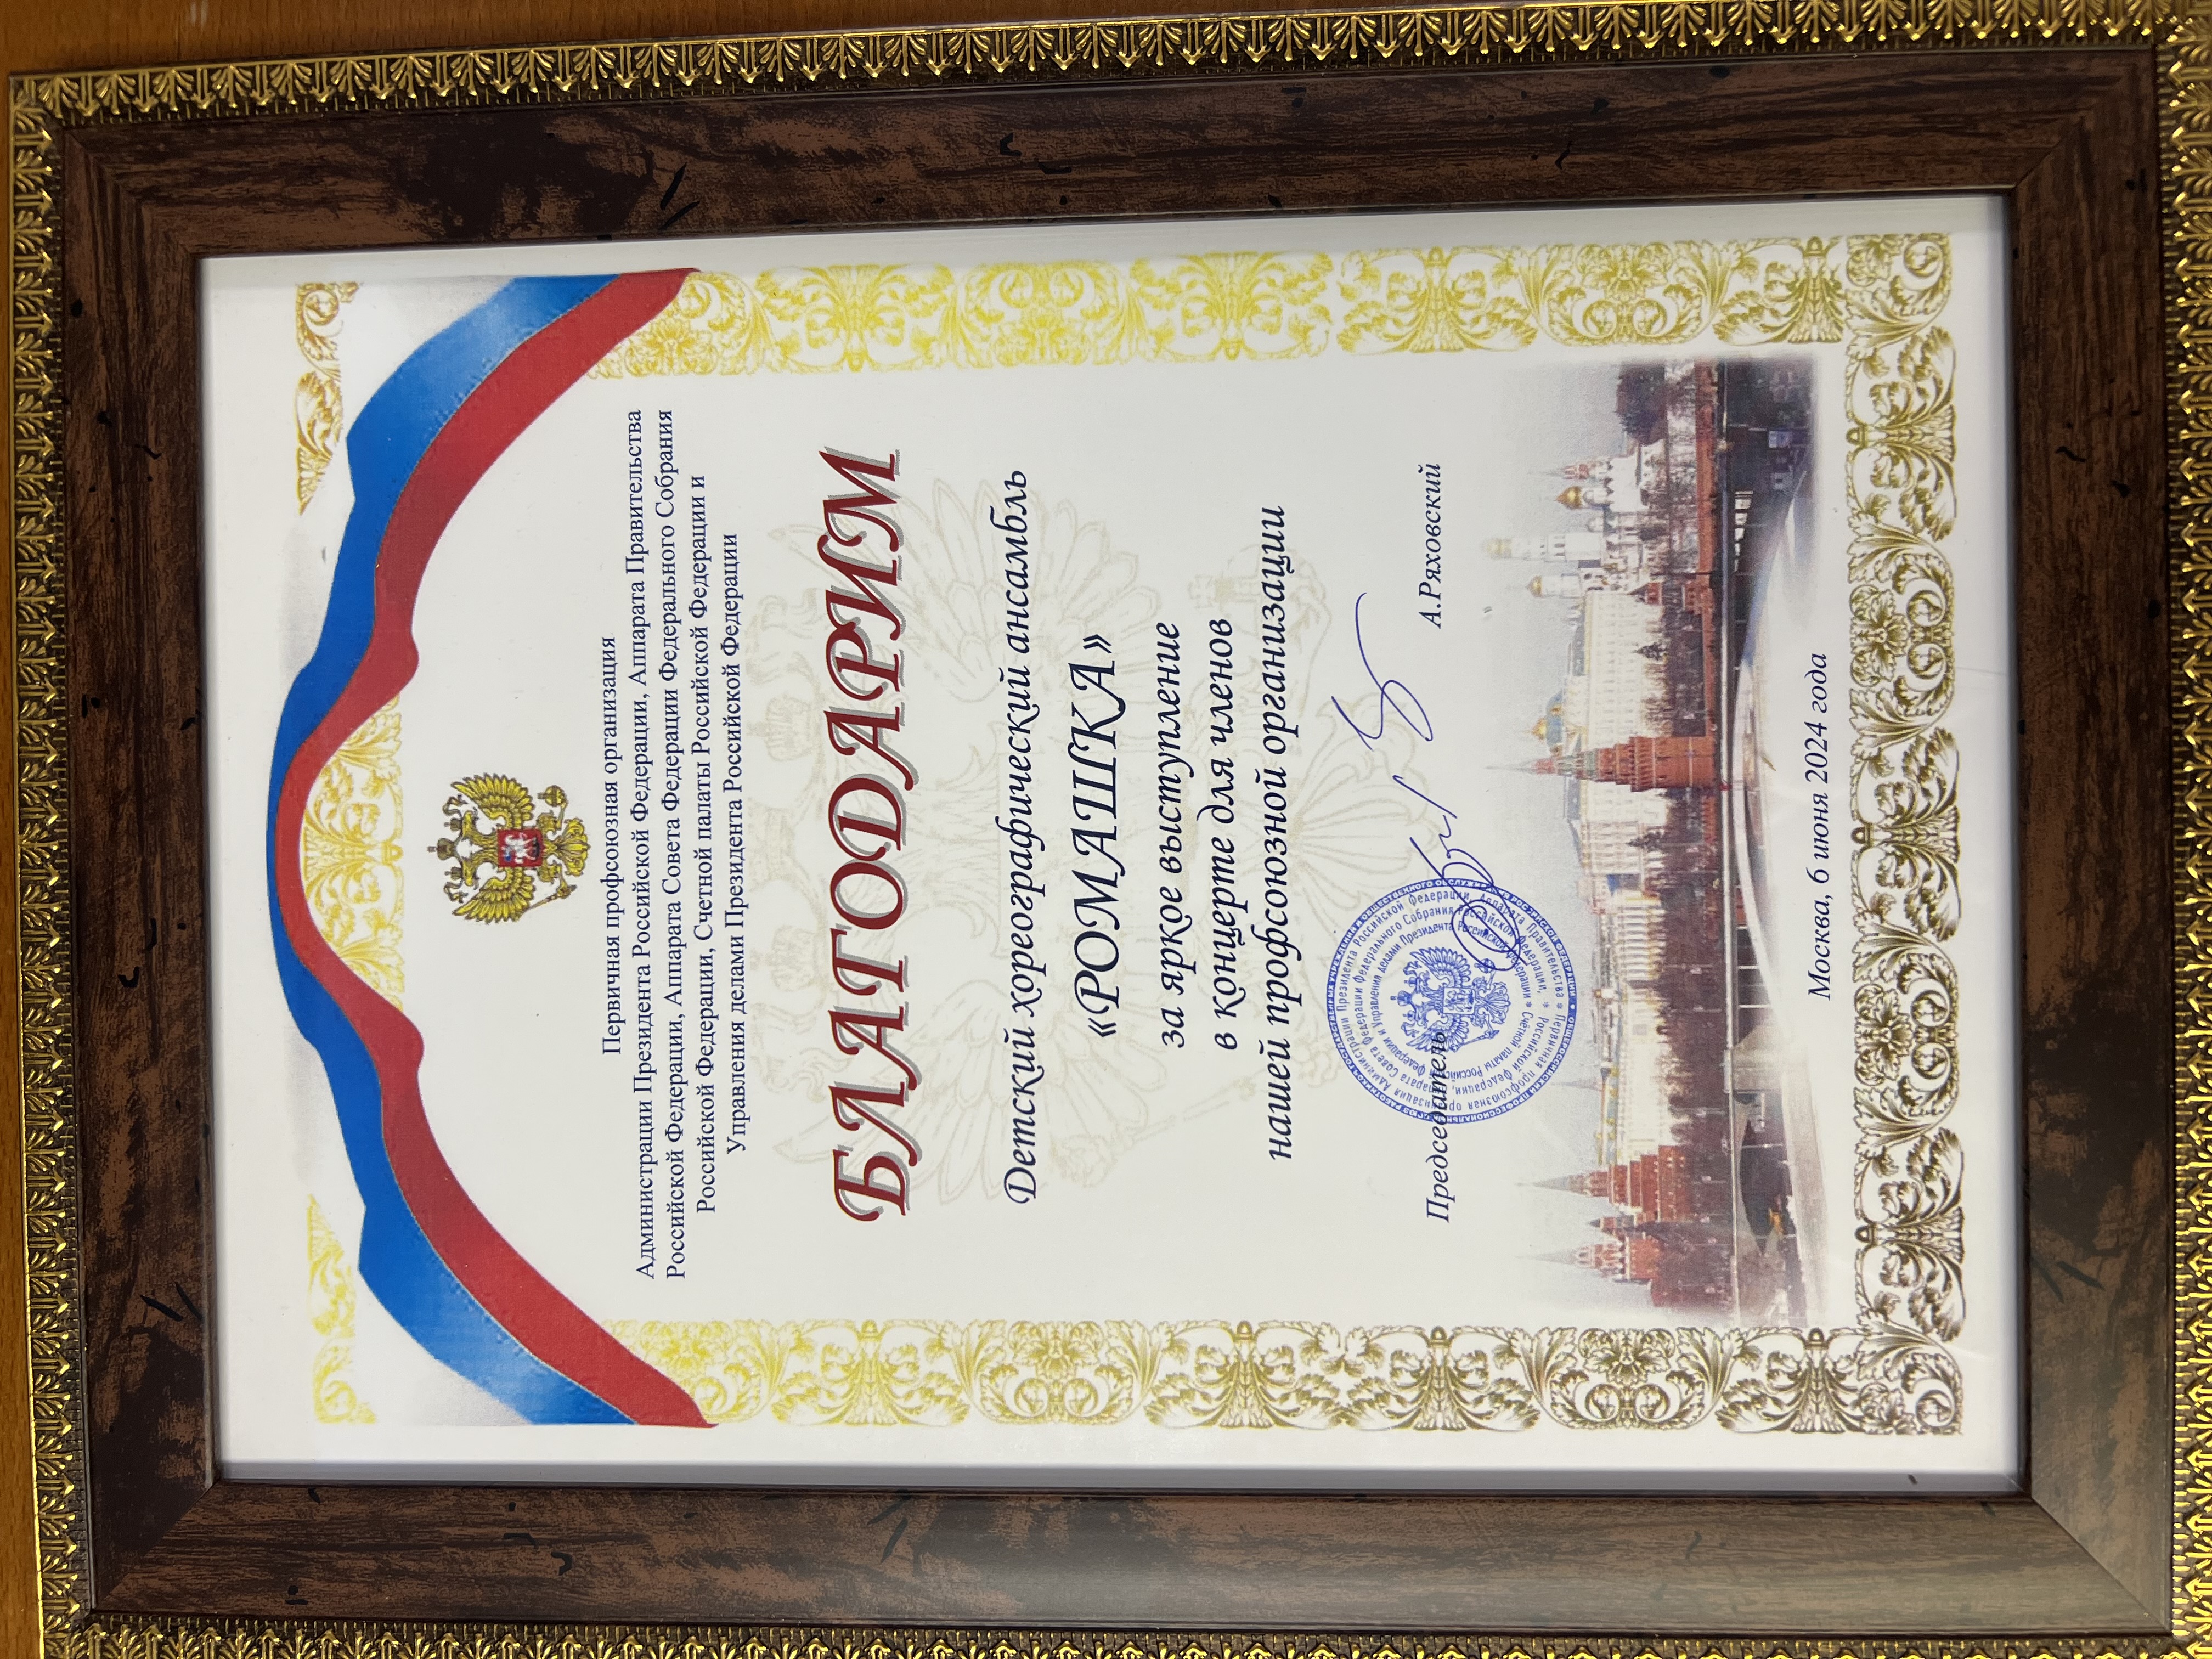 Первичная профсоюзная организация
Администрации Президента Российской Федерации, Аппарата Правительства
Российской Федерации, Аппарата Совета Федерации Федерального Собрания
Российской Федерации, Счетной палаты Российской Федерации и
Управления делами Президента Российской Федерации
БЛАГОДАРИМ
Детский хореографический ансамбль
«РОМАШКА»
за яркое выступление
в концерте для членов
нашей профсоюзной организации
Председатель А.Ряховский
Москва, 6 июня 2024 года